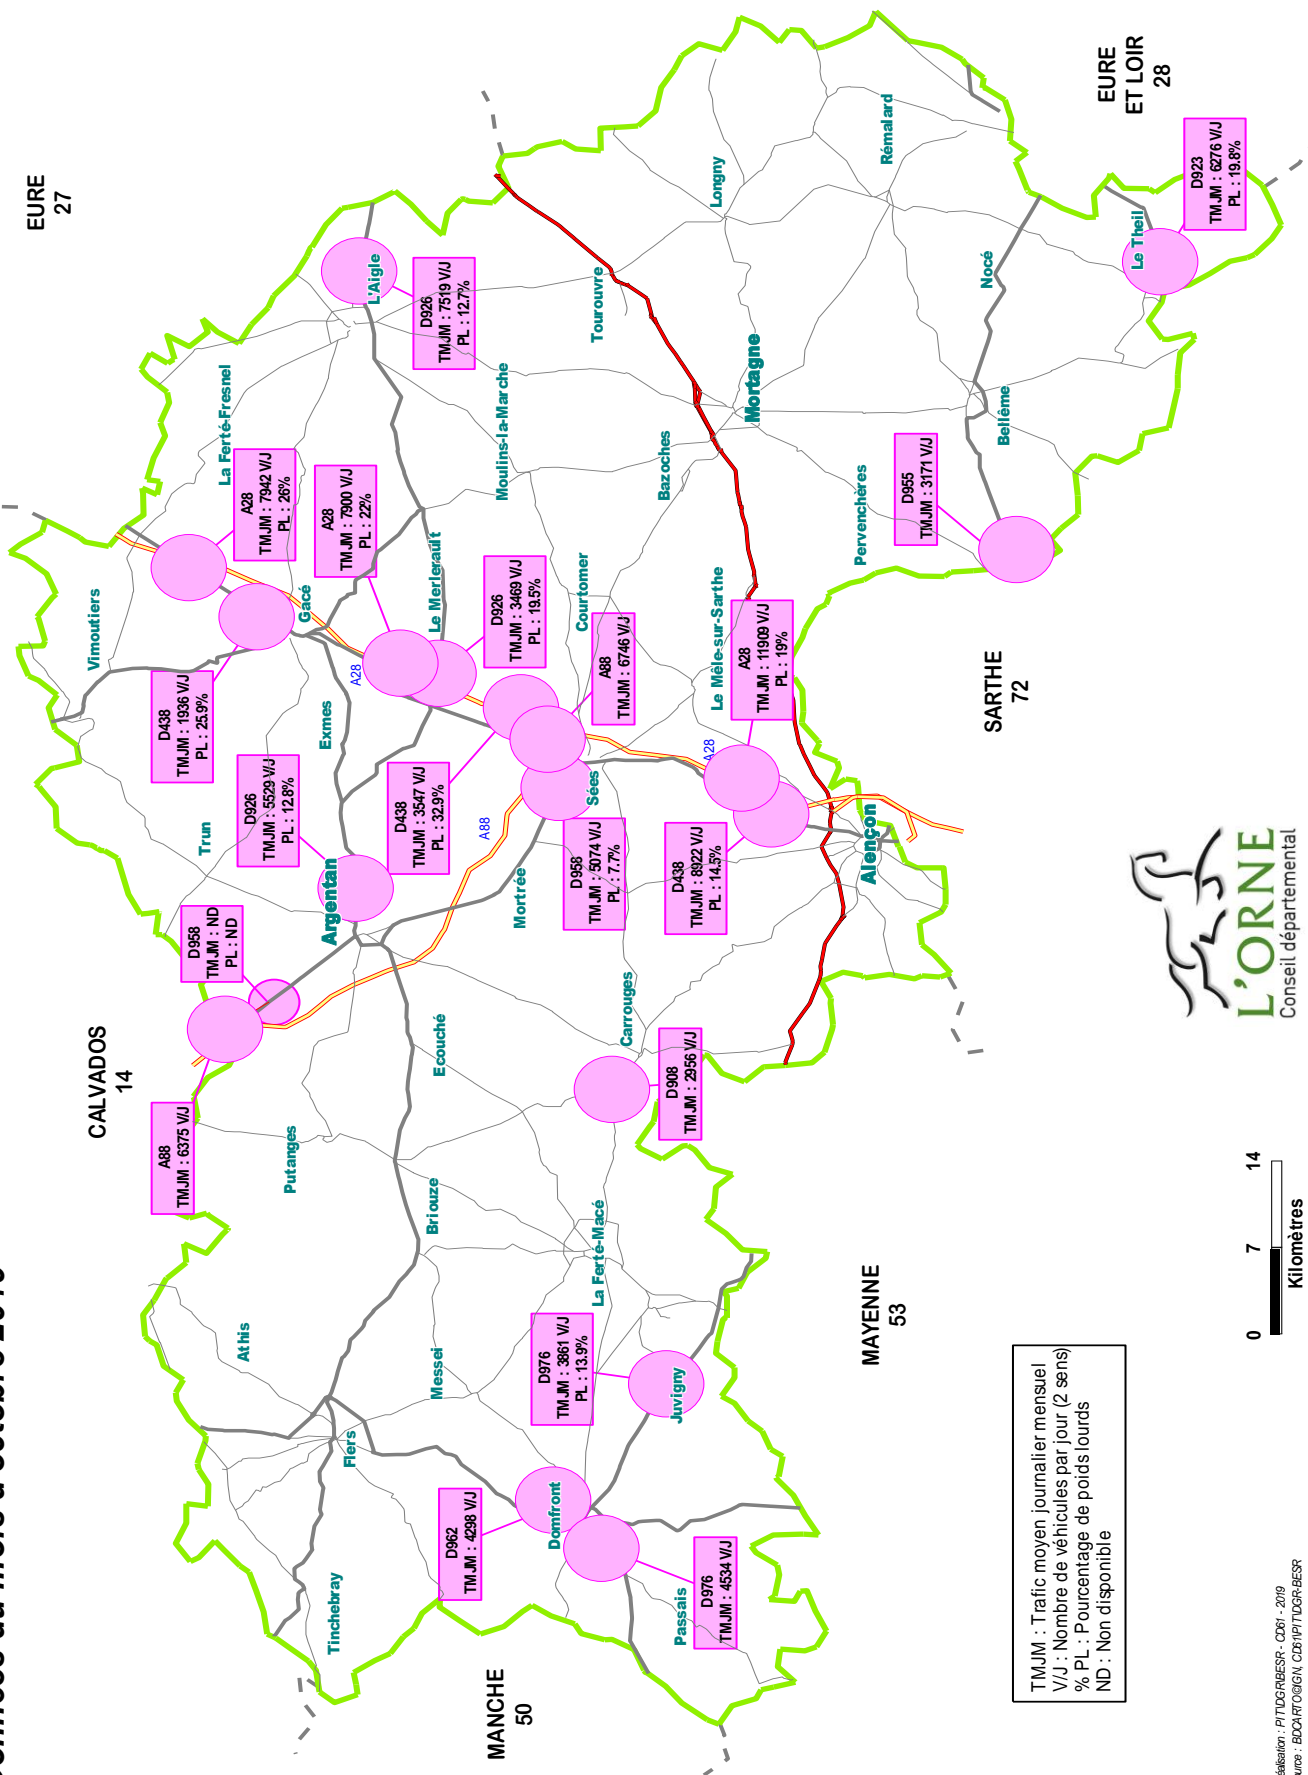 MANCHE
50
CALVADOS
14
EURE
27
EURE
ET LOIR
28
SARTHE
72
MAYENNE
53
A88
TMJM : 6375 V/J
D958
TMJM : ND
PL : ND
D438
TMJM : 1936 V/J
PL : 25.9%
A28
TMJM : 7942 V/J
PL : 26%
D926
TMJM : 5529 V/J
PL : 12.8%
A28
TMJM : 7900 V/J
PL : 22%
D926
TMJM : 7519 V/J
PL : 12.7%
D438
TMJM : 3547 V/J
PL : 32.9%
D926
TMJM : 3469 V/J
PL : 19.5%
D962
TMJM : 4298 V/J
D976
TMJM : 3861 V/J
PL : 13.9%
D958
TMJM : 5074 V/J
PL : 7.7%
A88
TMJM : 6746 V/J
D908
TMJM : 2956 V/J
D438
TMJM : 8922 V/J
PL : 14.5%
A28
TMJM : 11909 V/J
PL : 19%
D976
TMJM : 4534 V/J
D955
TMJM : 3171 V/J
D923
TMJM : 6276 V/J
PL : 19.8%
Vimoutiers
Trun
La Ferté-Fresnel
Athis
Putanges
Gacé
Exmes
Argentan
L'Aigle
Tinchebray
Flers
Messei
Briouze
Ecouché
Le Merlerault
Moulins-la-Marche
Mortrée
Sées
Courtomer
Tourouvre
Domfront
La Ferté-Macé
Carrouges
Bazoches
Longny
Juvigny
Passais
Le Mêle-sur-Sarthe
Mortagne
Alençon
Pervenchères
Rémalard
Nocé
Bellême
Le Theil
A28
A88
A28
TMJM : Trafic moyen journalier mensuel
V/J : Nombre de véhicules par jour (2 sens)
% PL : Pourcentage de poids lourds
ND : Non disponible
0 7 14
Kilomètres
L'ORNE
Conseil départemental